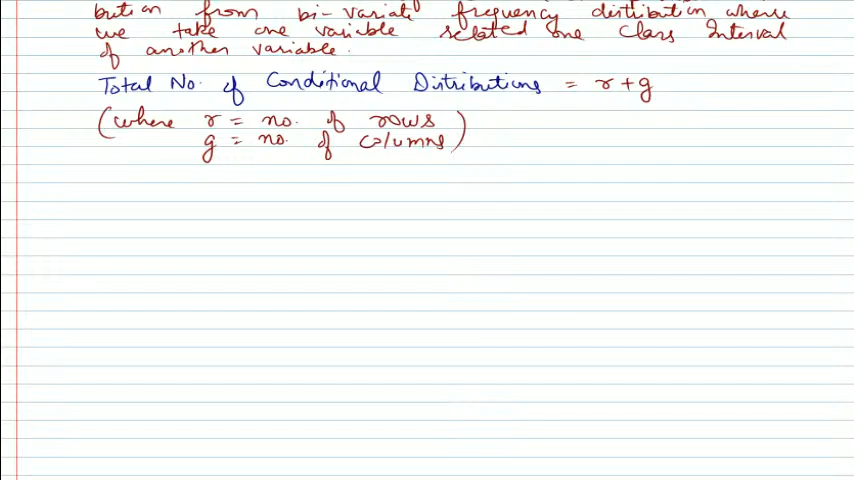 bution from bi-variate frequency distribution where
we take one variable related one Class Interval
of another variable.
Total No. of Conditional Distributions = r + g
(where r = no. of rows
g = no. of columns)